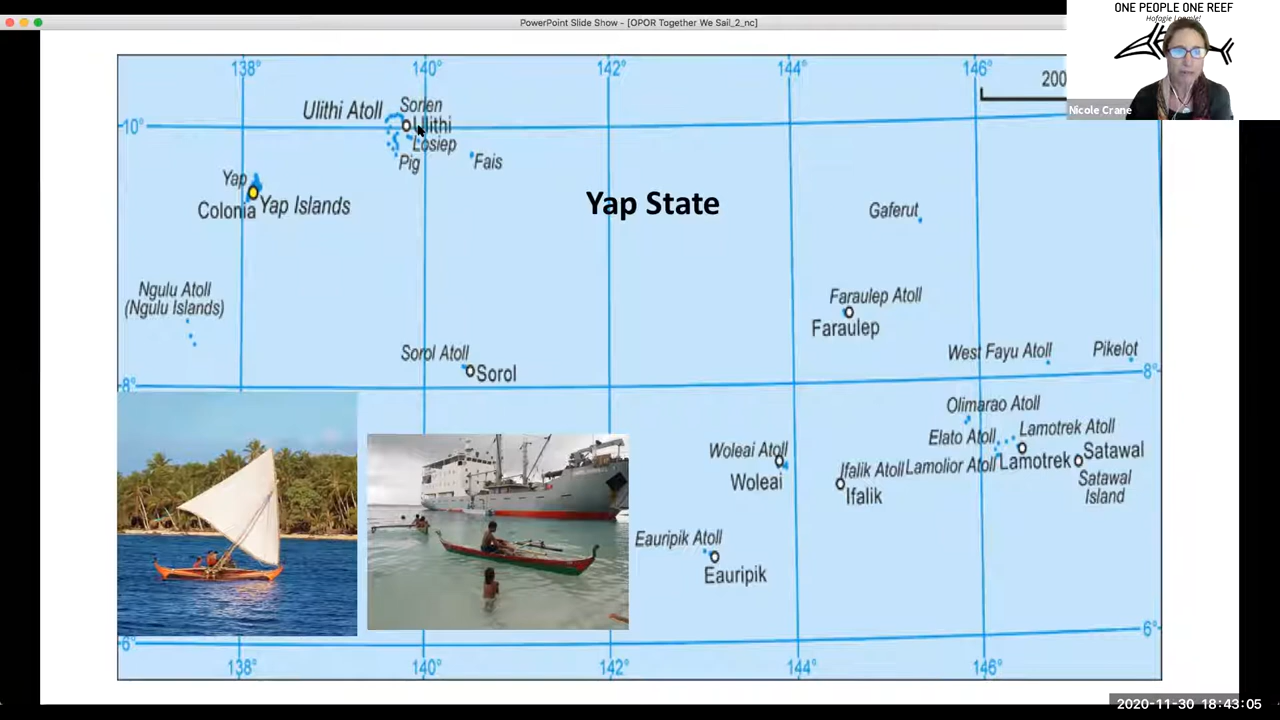 PowerPoint Slide Show - [OPOR Together We Sail_2_nc]
ONE PEOPLE ONE REEF
Nicole Crane
138°
140°
142°
144°
146°
200
Ulithi Atoll
Sorlen
10°
Ulithi
Losiep
Pig
Fais
Yap
Colonia
Yap Islands
Yap State
Gaferut
Ngulu Atoll
(Ngulu Islands)
Faraulep Atoll
Faraulep
Sorol Atoll
Sorol
West Fayu Atoll
Pikelot
8°
8°
Olimarao Atoll
Elato Atoll
Lamotrek Atoll
Woleai Atoll
Woleai
Ifalik Atoll
Lamolior Atoll
Lamotrek
Satawal
Ifalik
Satawal
Island
Eauripik Atoll
Eauripik
6°
6°
138°
140°
142°
144°
146°
2020-11-30 18:43:05